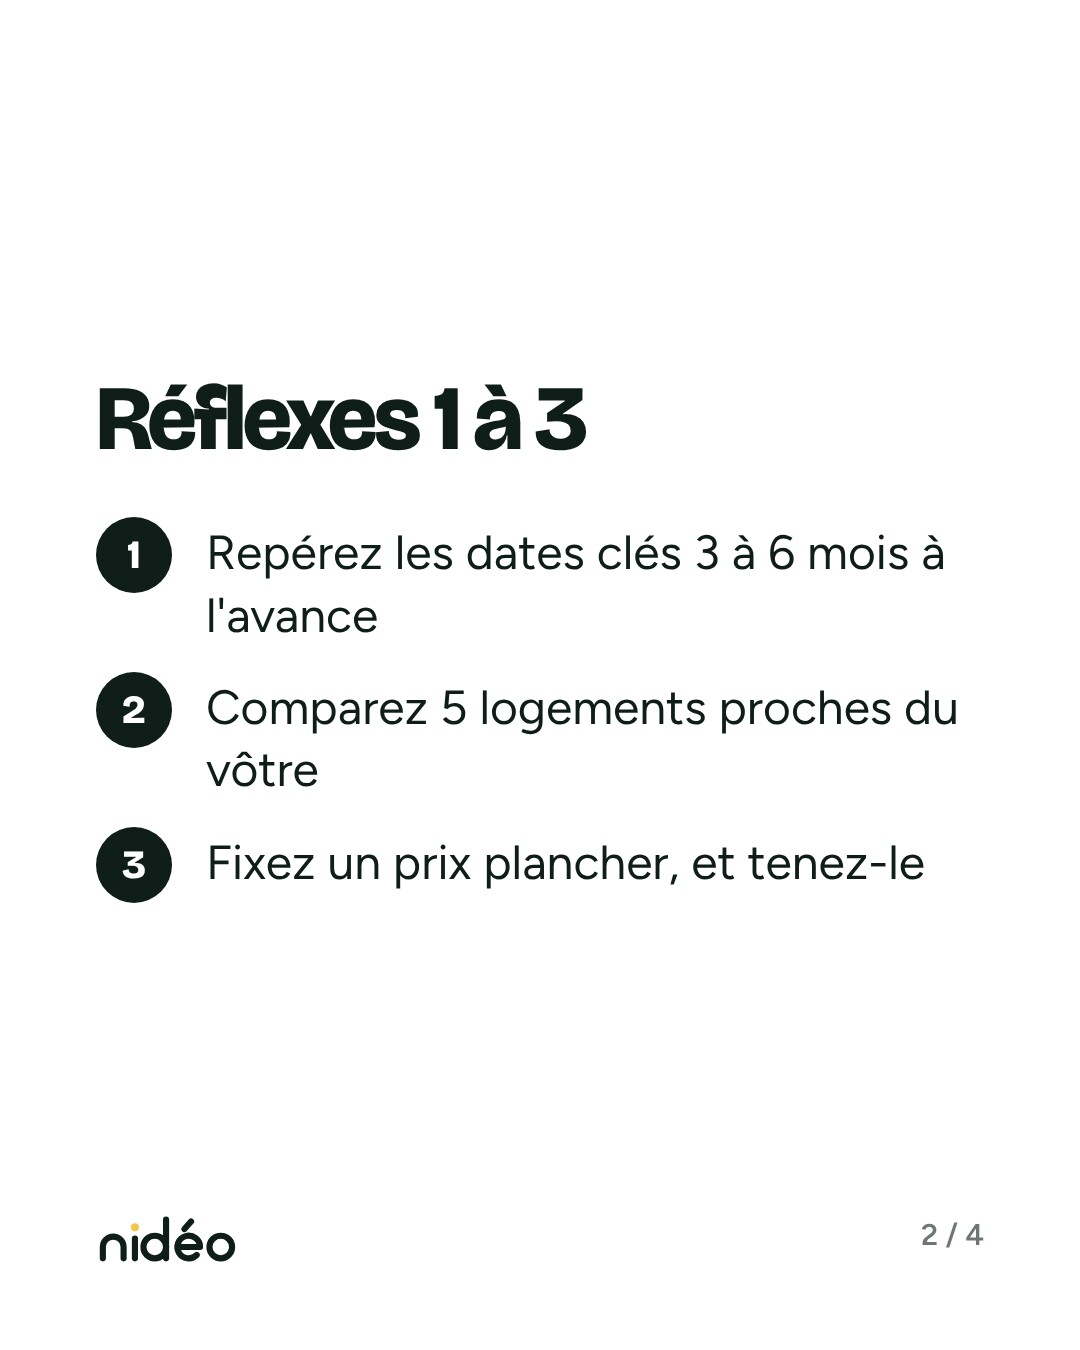 Réflexes 1 à 3
1 Repérez les dates clés 3 à 6 mois à
l'avance
2 Comparez 5 logements proches du
vôtre
3 Fixez un prix plancher, et tenez-le
nidéo
2 / 4